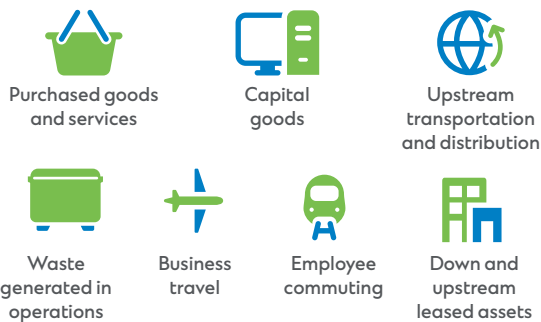 Purchased goods
and services
Capital
goods
Upstream
transportation
and distribution
Waste
generated in
operations
Business
travel
Employee
commuting
Down and
upstream
leased assets